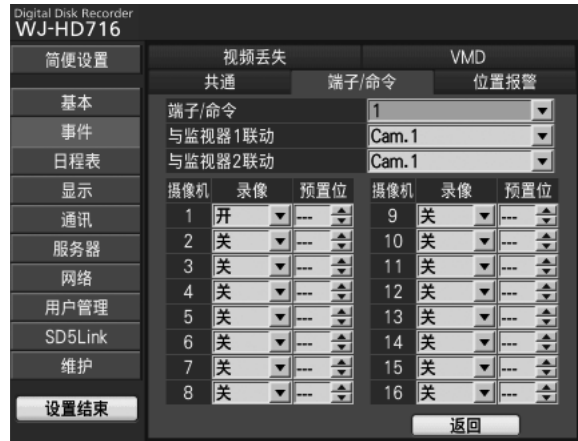 Digital Disk Recorder
WJ-HD716
简便设置
基本
事件
日程表
显示
通讯
服务器
网络
用户管理
SD5Link
维护
设置结束
视频丢失 VMD
共通 端子/命令 位置报警
端子/命令 1
与监视器1联动 Cam.1
与监视器2联动 Cam.1
摄像机 录像 预置位 摄像机 录像 预置位
1 开 --- 9 关 ---
2 关 --- 10 关 ---
3 关 --- 11 关 ---
4 关 --- 12 关 ---
5 关 --- 13 关 ---
6 关 --- 14 关 ---
7 关 --- 15 关 ---
8 关 --- 16 关 ---
返回